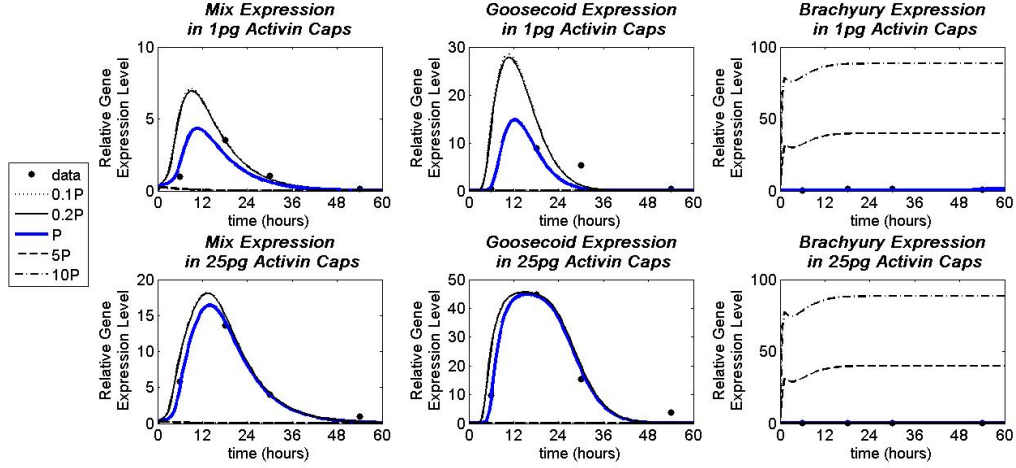 Mix Expression
in 1pg Activin Caps
Goosecoid Expression
in 1pg Activin Caps
Brachyury Expression
in 1pg Activin Caps
Relative Gene
Expression Level
10
5
0
0 12 24 36 48 60
time (hours)
Relative Gene
Expression Level
30
20
10
0
0 12 24 36 48 60
time (hours)
Relative Gene
Expression Level
100
50
0
0 12 24 36 48 60
time (hours)
data
0.1P
0.2P
P
5P
10P
Mix Expression
in 25pg Activin Caps
Goosecoid Expression
in 25pg Activin Caps
Brachyury Expression
in 25pg Activin Caps
Relative Gene
Expression Level
20
15
10
5
0
0 12 24 36 48 60
time (hours)
Relative Gene
Expression Level
50
40
30
20
10
0
0 12 24 36 48 60
time (hours)
Relative Gene
Expression Level
100
50
0
0 12 24 36 48 60
time (hours)